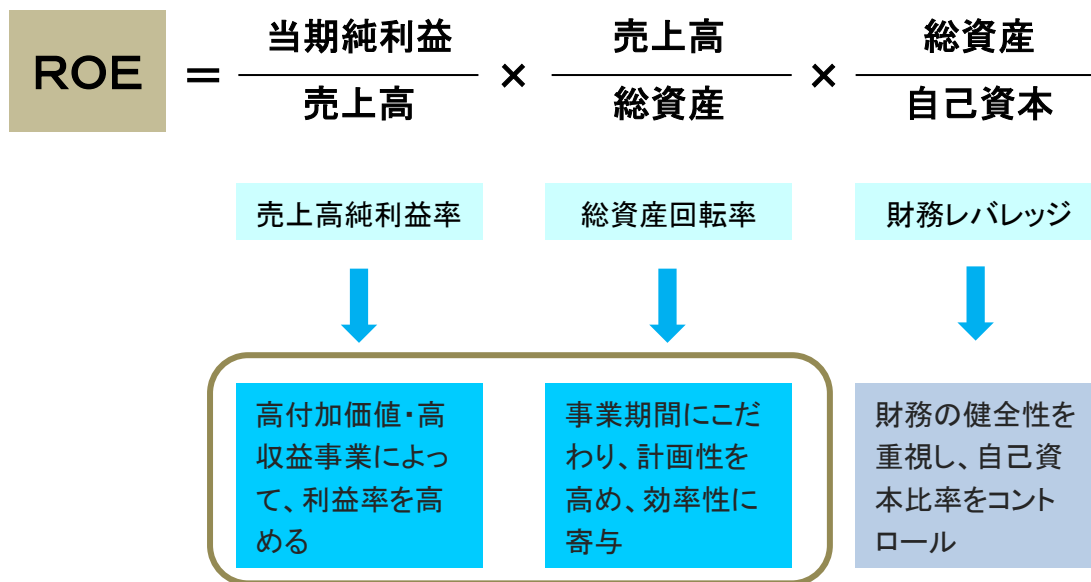 ROE = 当期純利益 × 売上高 × 総資産
売上高 総資産 自己資本
売上高純利益率
総資産回転率
財務レバレッジ
高付加価値・高
収益事業によっ
て、利益率を高
める
事業期間にこだ
わり、計画性を
高め、効率性に
寄与
財務の健全性を
重視し、自己資
本比率をコント
ロール